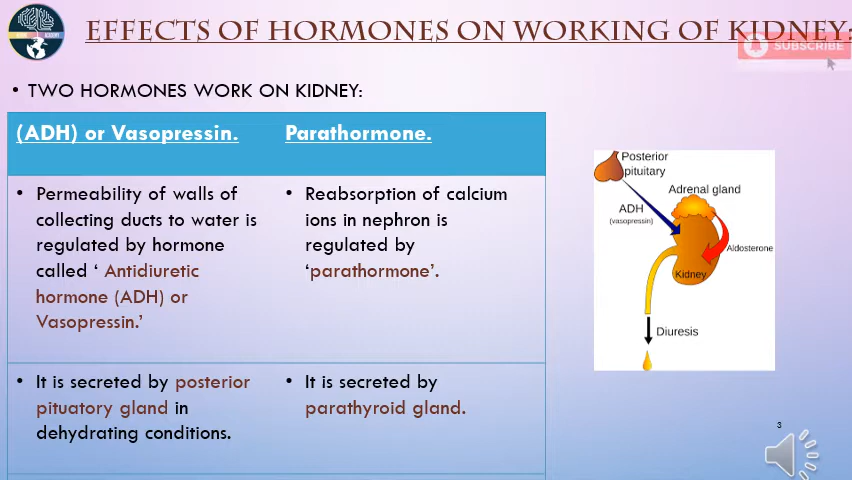 EFFECTS OF HORMONES ON WORKING OF KIDNEY:
SUBSCRIBE
• TWO HORMONES WORK ON KIDNEY:
(ADH) or Vasopressin.
Parathormone.
• Permeability of walls of
collecting ducts to water is
regulated by hormone
called ‘ Antidiuretic
hormone (ADH) or
Vasopressin.’
• Reabsorption of calcium
ions in nephron is
regulated by
‘parathormone’.
• It is secreted by posterior
pituatory gland in
dehydrating conditions.
• It is secreted by
parathyroid gland.
Posterior
pituitary
Adrenal gland
ADH
(vasopressin)
Aldosterone
Kidney
Diuresis
3